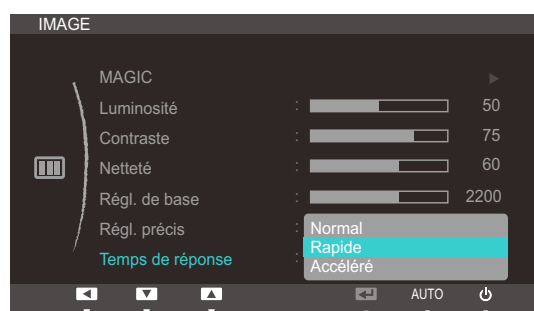 IMAGE
MAGIC
Luminosité : 50
Contraste : 75
Netteté : 60
Régl. de base : 2200
Régl. précis : Normal
Rapide
Temps de réponse : Accéléré
AUTO